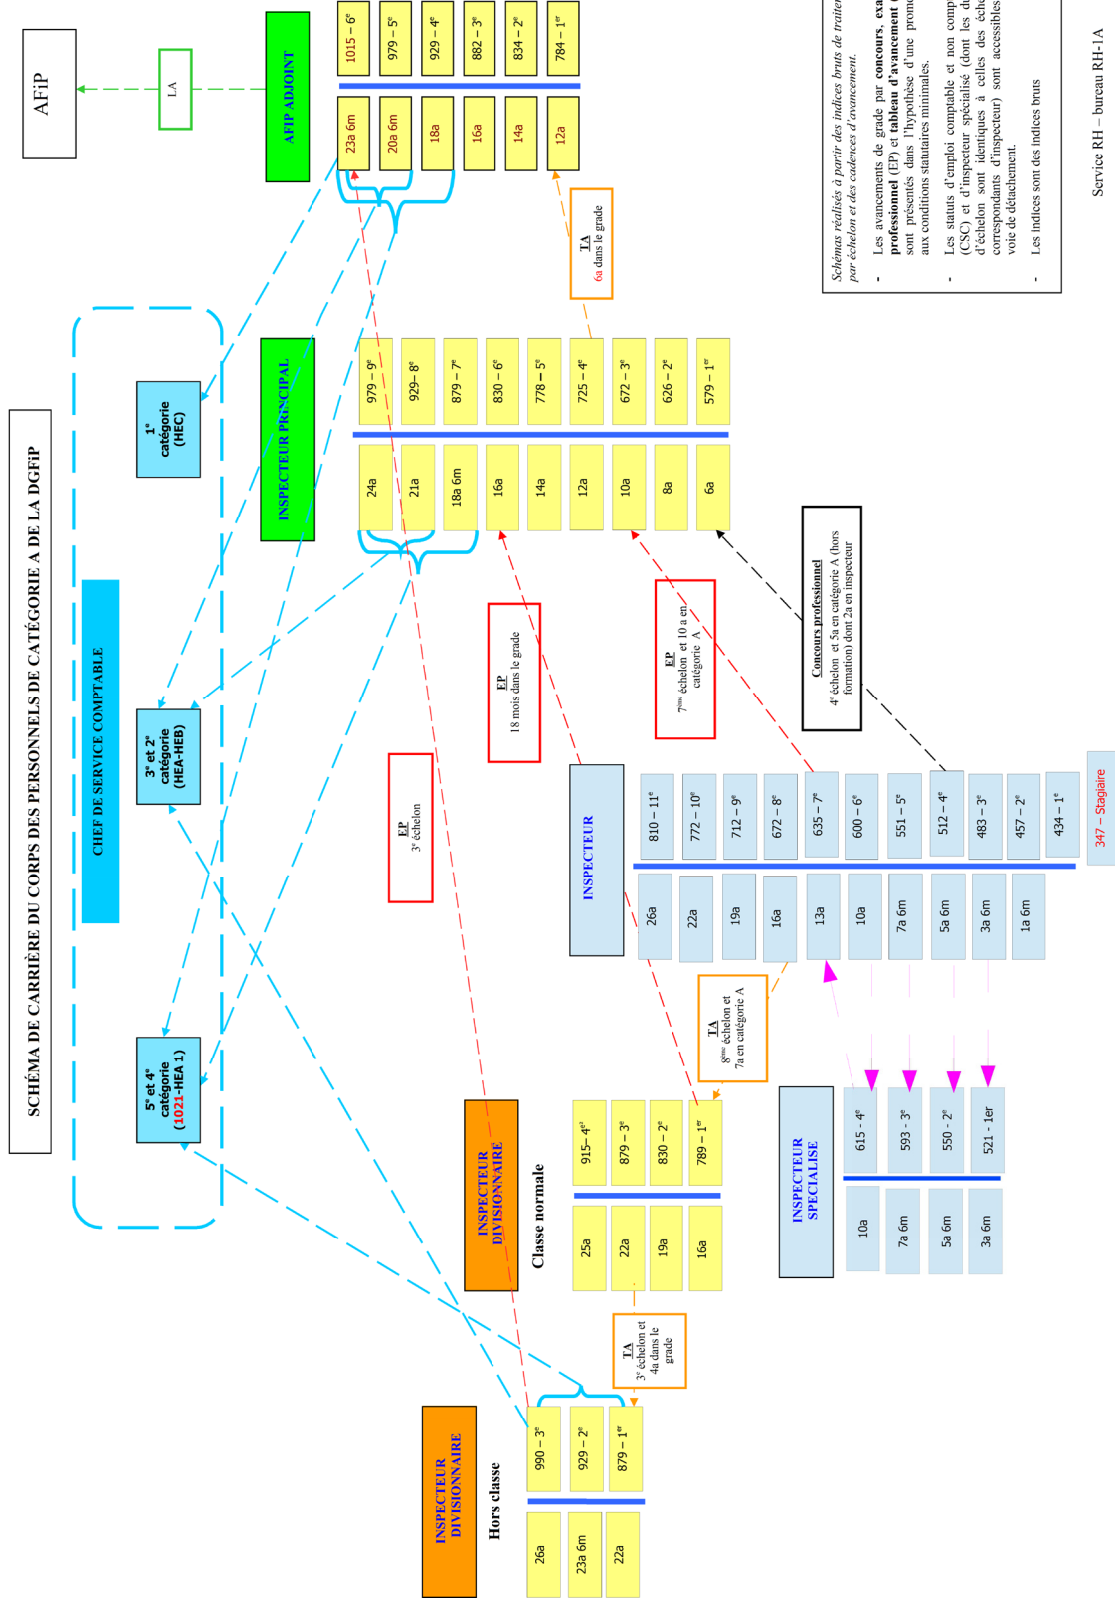 SCHÉMA DE CARRIÈRE DU CORPS DES PERSONNELS DE CATÉGORIE A DE LA DGFiP
CHEF DE SERVICE COMPTABLE
5e et 4e
catégorie
(1021-HEA 1)
3e et 2e
catégorie
(HEA-HEB)
1e
catégorie
(HEC)
AFiP
LA
INSPECTEUR
DIVISIONNAIRE
Hors classe
26a
990 – 3e
23a 6m
929 – 2e
22a
879 – 1er
TA
3e échelon et
4a dans le
grade
INSPECTEUR
DIVISIONNAIRE
Classe normale
25a
915– 4e
22a
879 – 3e
19a
830 – 2e
16a
789 – 1er
EP
3e échelon
EP
18 mois dans le grade
TA
8ème échelon et
7a en catégorie A
INSPECTEUR
SPECIALISE
10a
615 - 4e
7a 6m
593 - 3e
5a 6m
550 - 2e
3a 6m
521 - 1er
INSPECTEUR
26a
810 – 11e
22a
772 – 10e
19a
712 – 9e
16a
672 – 8e
13a
635 – 7e
10a
600 – 6e
7a 6m
551 – 5e
5a 6m
512 – 4e
3a 6m
483 – 3e
1a 6m
457 – 2e
434 – 1e
347 – Stagiaire
EP
7ème échelon et 10 a en
catégorie A
Concours professionnel
4e échelon et 5a en catégorie A (hors
formation) dont 2a en inspecteur
INSPECTEUR PRINCIPAL
24a
979 – 9e
21a
929– 8e
18a 6m
879 – 7e
16a
830 – 6e
14a
778 – 5e
12a
725 – 4e
10a
672 – 3e
8a
626 – 2e
6a
579 – 1er
TA
6a dans le grade
AFIP ADJOINT
23a 6m
1015 – 6e
20a 6m
979 – 5e
18a
929 – 4e
16a
882 – 3e
14a
834 – 2e
12a
784 – 1er
Schémas réalisés à parir des indices bruts de traitem
par échelon et des cadences d'avancement.
- Les avancements de grade par concours, exa
professionnel (EP) et tableau d'avancement (
sont présentés dans l'hypothèse d'une promo
aux conditions statutaires minimales.
- Les statuts d'emploi comptable et non comp
(CSC) et d'inspecteur spécialisé (dont les du
d'échelon sont identiques à celles des éche
correspondants d'inspecteur) sont accessibles
voie de détachement.
- Les indices sont des indices bruts
Service RH – bureau RH-1A